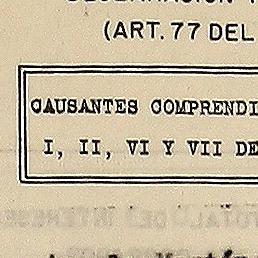 (ART. 77 DEL
CAUSANTES COMPRENDI
I, II, VI Y VII DE